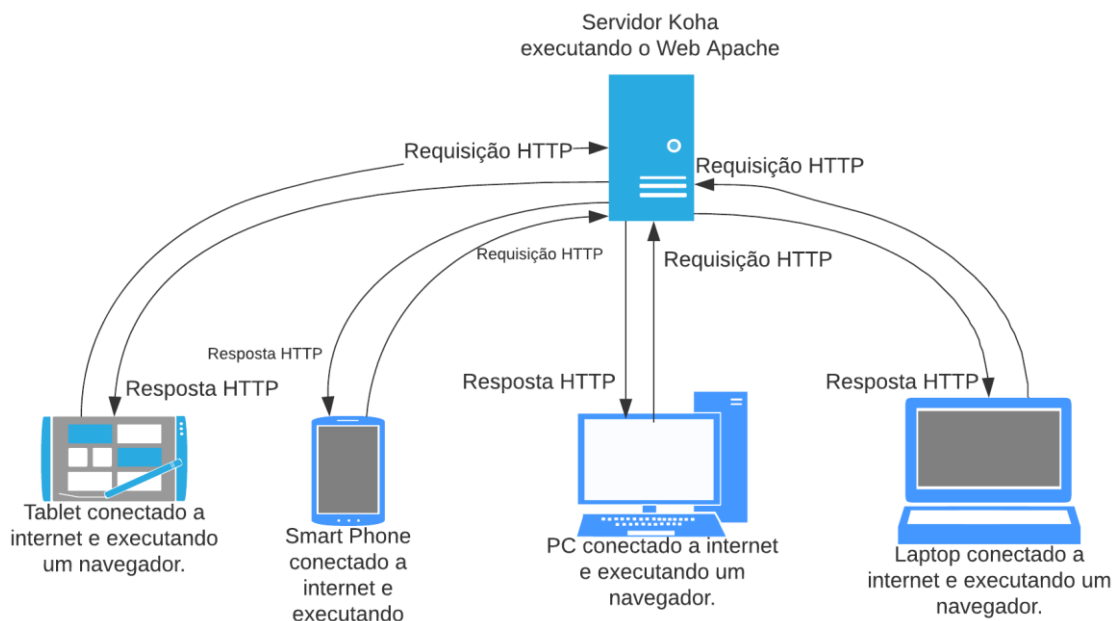 Servidor Koha
executando o Web Apache
Requisição HTTP
Requisição HTTP
Requisição HTTP
Requisição HTTP
Resposta HTTP
Resposta HTTP
Resposta HTTP
Resposta HTTP
Tablet conectado a
internet e executando
um navegador.
Smart Phone
conectado a
internet e
executando
PC conectado a internet
e executando um
navegador.
Laptop conectado a
internet e executando um
navegador.